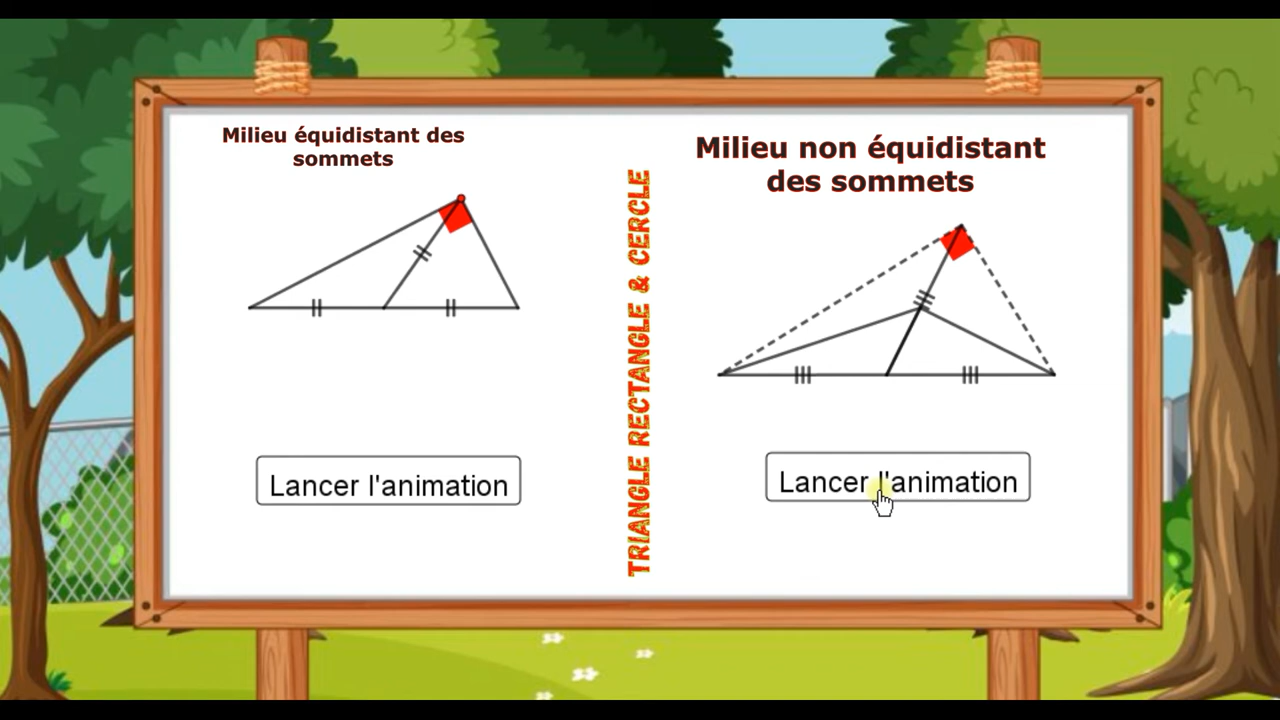 Milieu équidistant des
sommets
Lancer l'animation
TRIANGLE RECTANGLE & CERCLE
Milieu non équidistant
des sommets
Lancer l'animation